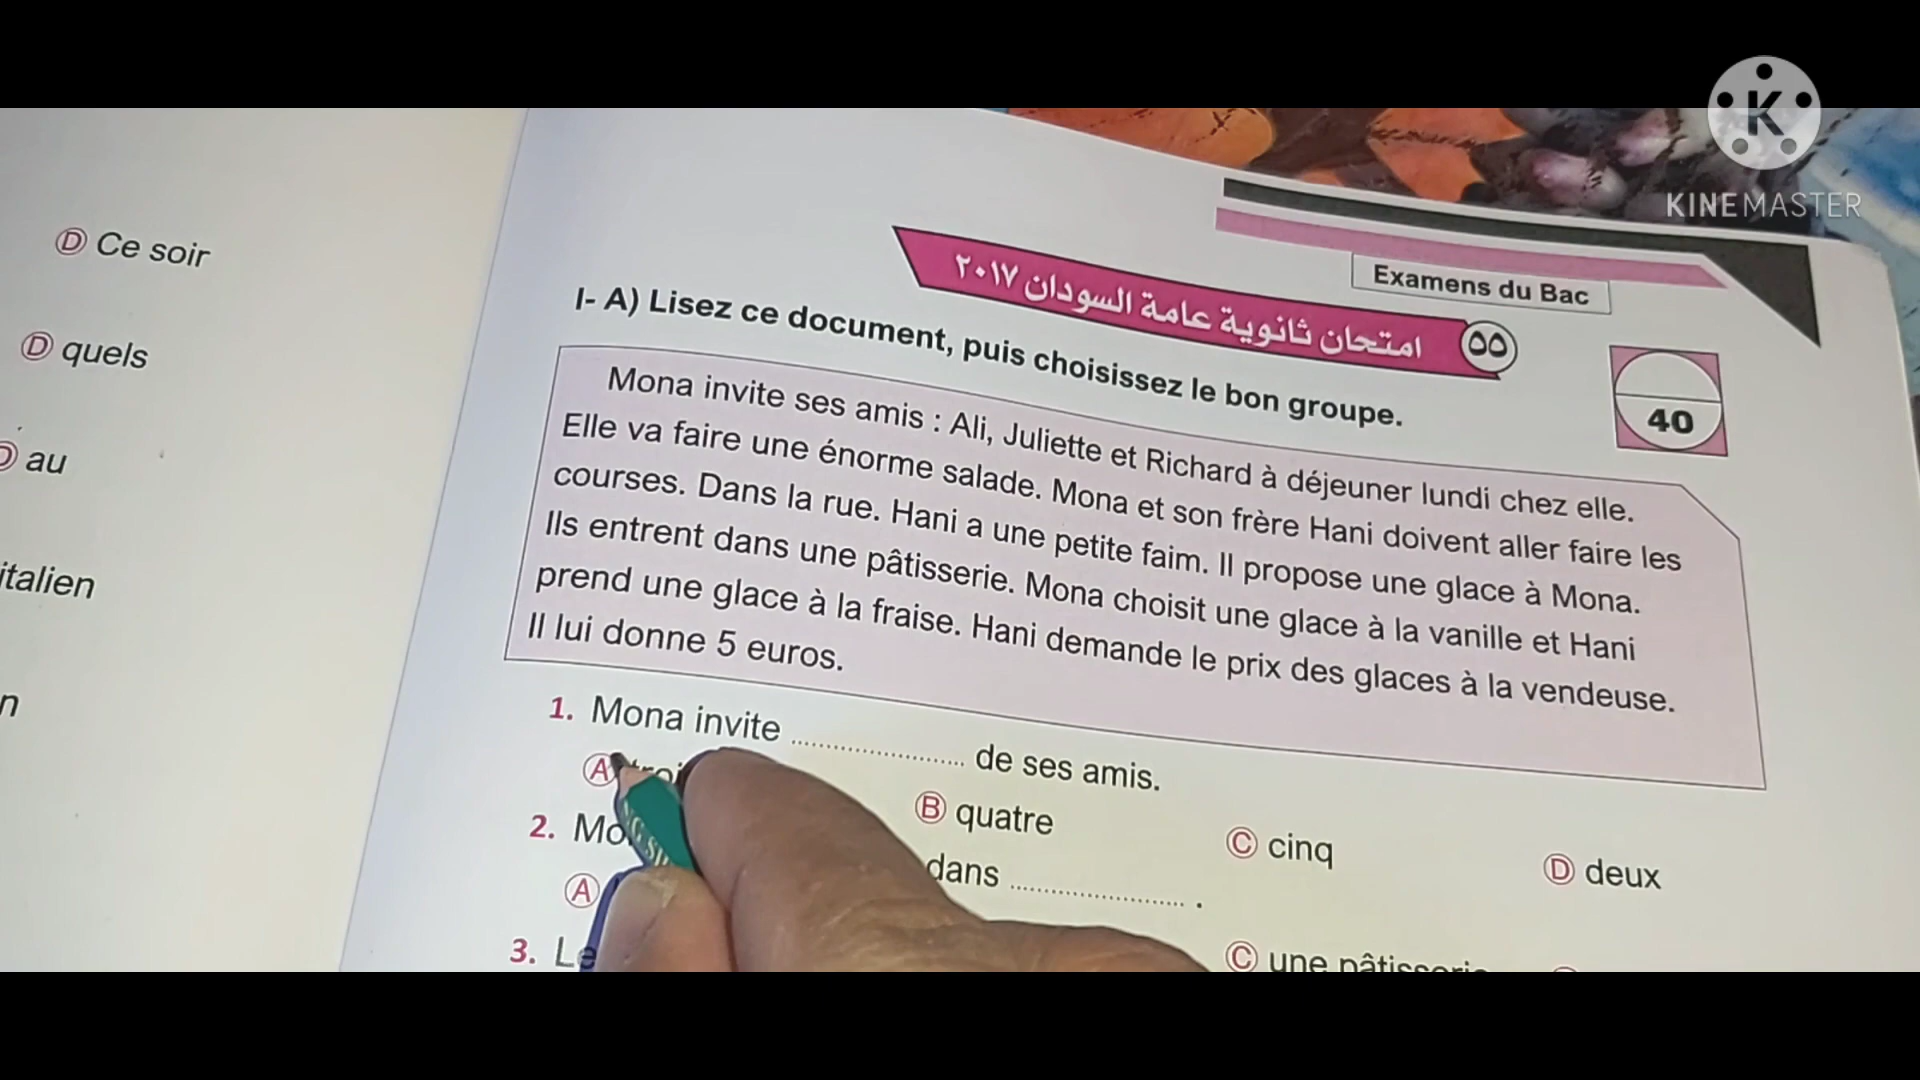 KINEMASTER
D Ce soir
D quels
D au
italien
n
Examens du Bac
٥٥ امتحان ثانوية عامة السودان ٢٠١٧
40
I- A) Lisez ce document, puis choisissez le bon groupe.
Mona invite ses amis : Ali, Juliette et Richard à déjeuner lundi chez elle.
Elle va faire une énorme salade. Mona et son frère Hani doivent aller faire les
courses. Dans la rue. Hani a une petite faim. Il propose une glace à Mona.
Ils entrent dans une pâtisserie. Mona choisit une glace à la vanille et Hani
prend une glace à la fraise. Hani demande le prix des glaces à la vendeuse.
Il lui donne 5 euros.
1. Mona invite ........................ de ses amis.
A B quatre C cinq D deux
2. dans ........................ .
A C une
3.